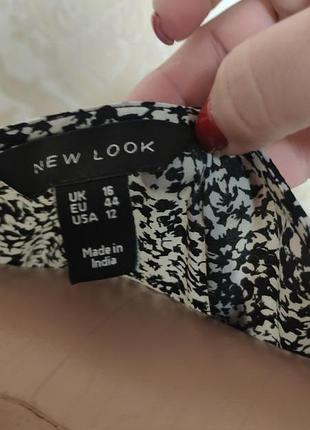 NEW LOOK
UK 16
EU 44
USA 12
Made in
India